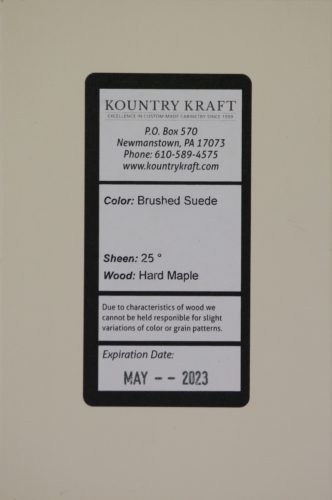 KOUNTRY KRAFT
EXCELLENCE IN CUSTOM-MADE CABINETRY SINCE 1959
P.O. Box 570
Newmanstown, PA 17073
Phone: 610-589-4575
www.kountrykraft.com
Color: Brushed Suede
Sheen: 25 °
Wood: Hard Maple
Due to characteristics of wood we
cannot be held responible for slight
variations of color or grain patterns.
Expiration Date:
MAY - - 2023